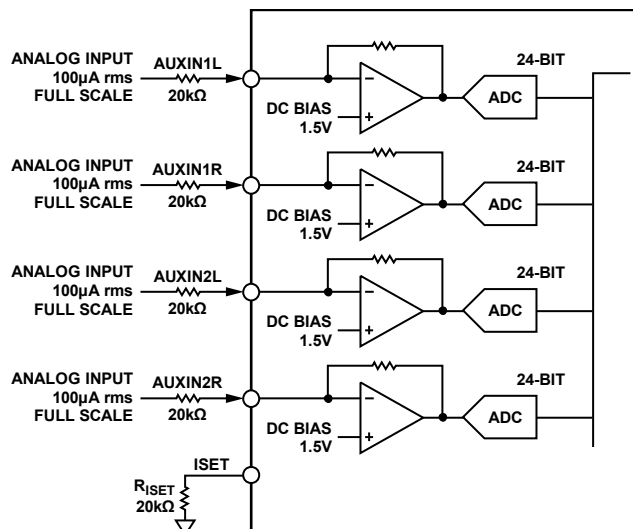 ANALOG INPUT
100µA rms
FULL SCALE
AUXIN1L
20kΩ
DC BIAS
1.5V
24-BIT
ADC
ANALOG INPUT
100µA rms
FULL SCALE
AUXIN1R
20kΩ
DC BIAS
1.5V
24-BIT
ADC
ANALOG INPUT
100µA rms
FULL SCALE
AUXIN2L
20kΩ
DC BIAS
1.5V
24-BIT
ADC
ANALOG INPUT
100µA rms
FULL SCALE
AUXIN2R
20kΩ
DC BIAS
1.5V
24-BIT
ADC
ISET
RISET
20kΩ